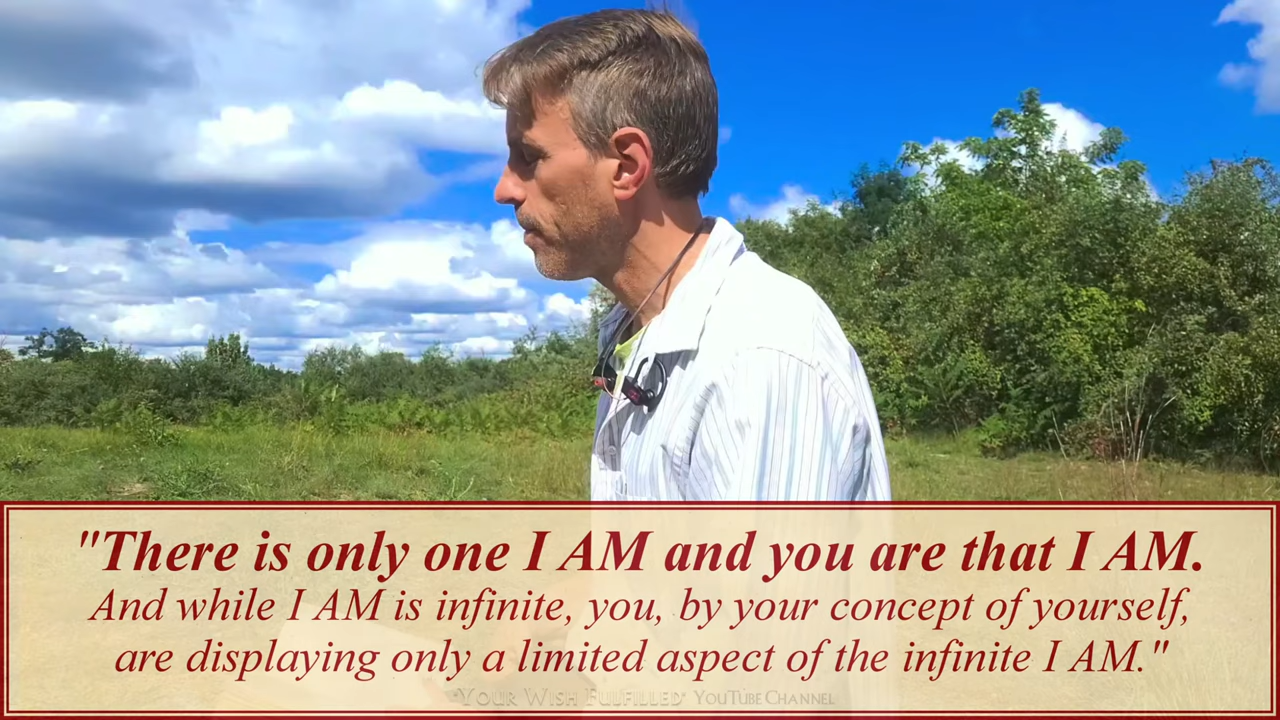 "There is only one I AM and you are that I AM.
And while I AM is infinite, you, by your concept of yourself,
are displaying only a limited aspect of the infinite I AM."
"Your Wish Fulfilled" YouTube Channel